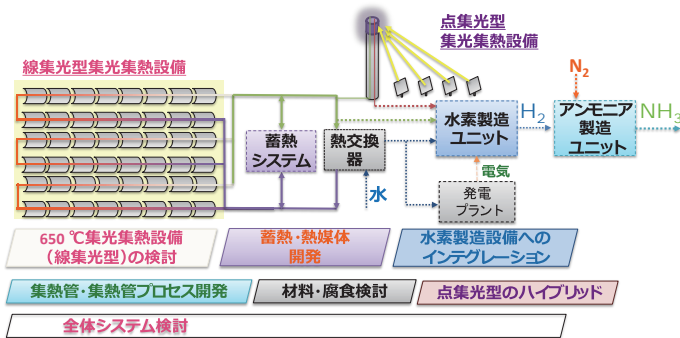 点集光型
集光集熱設備
線集光型集光集熱設備
N2
水素製造
ユニット
H2
アンモニア
製造
ユニット
NH3
蓄熱
システム
熱交換
器
水
電気
発電
プラント
650 ℃集光集熱設備
(線集光型)の検討
蓄熱・熱媒体
開発
水素製造設備への
インテグレーション
集熱管・集熱管プロセス開発
材料・腐食検討
点集光型のハイブリッド
全体システム検討